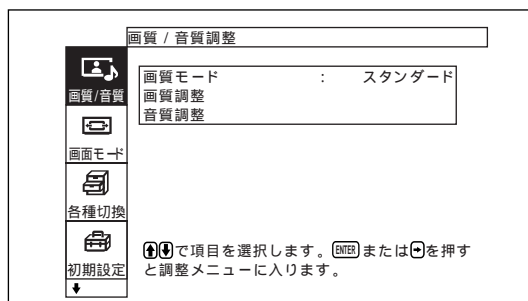 画質 / 音質調整
画質/音質
画面モード
各種切換
初期設定
画質モード : スタンダード
画質調整
音質調整
で項目を選択します。ENTERまたはを押す
と調整メニューに入ります。